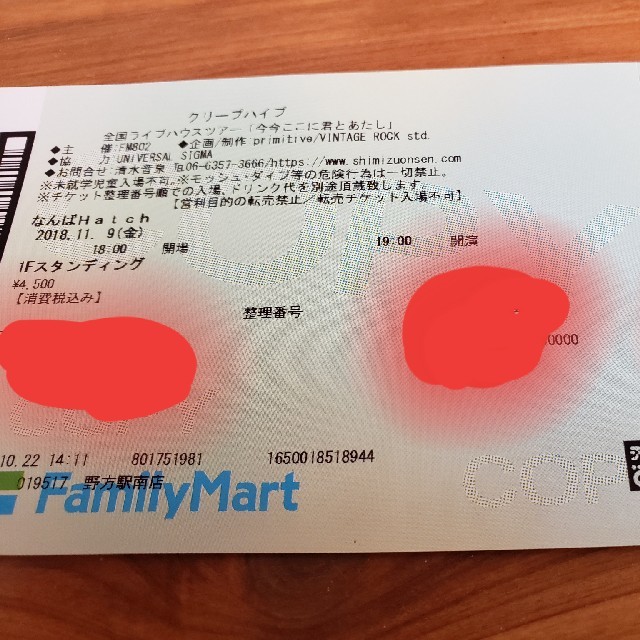 クリープハイプ
全国ライブハウスツアー「今今ここに君とあたし」
◆主 催:FM802 ◆企画/制作:primitive/VINTAGE ROCK std.
◆協 力:UNIVERSAL SIGMA
◆お問合せ:清水音泉 ℡06-6357-3666/https://www.shimizuonsen.com
※未就学児童入場不可。※モッシュ・ダイブ等の危険行為は一切禁止。
※チケット整理番号順での入場、ドリンク代を別途頂戴致します。
【営利目的の転売禁止/転売チケット入場不可】
なんばHatch
2018.11. 9(金)
18:00 開場 19:00 開演
1Fスタンディング
¥4,500
【消費税込み】
整理番号
0000
COPY
10.22 14:11 801751981 1650018518944
019517 野方駅南店
FamilyMart
COP